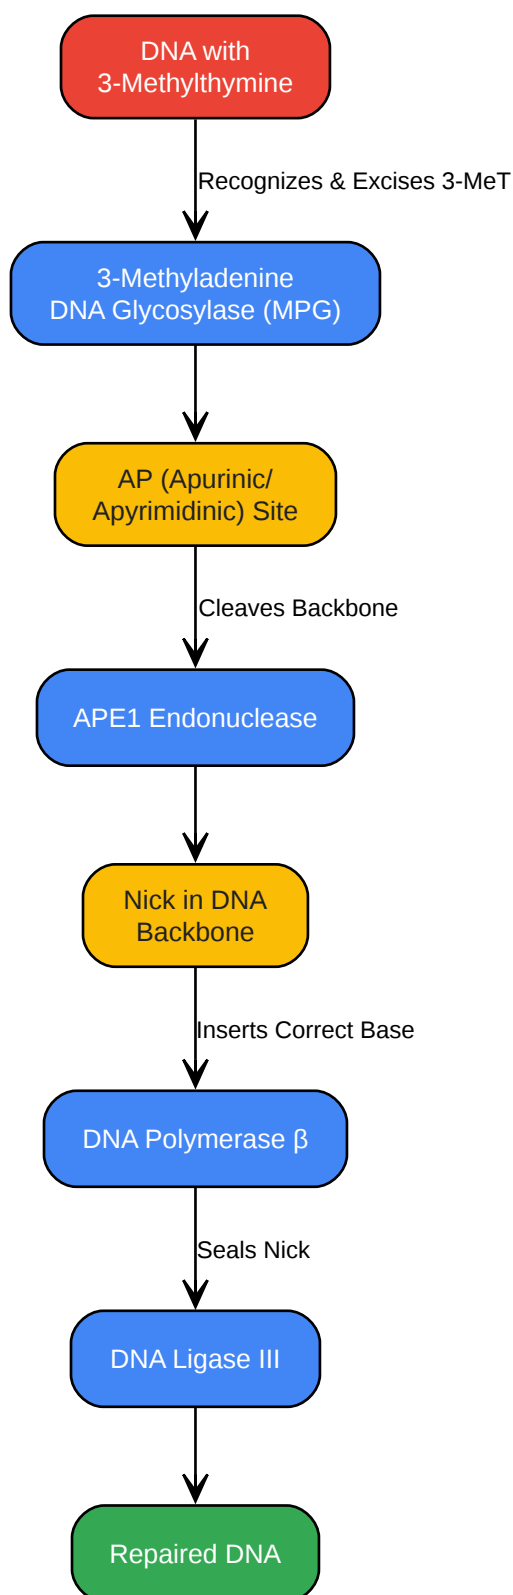 DNA with
3-Methylthymine
Recognizes & Excises 3-MeT
3-Methyladenine
DNA Glycosylase (MPG)
AP (Apurinic/
Apyrimidinic) Site
Cleaves Backbone
APE1 Endonuclease
Nick in DNA
Backbone
Inserts Correct Base
DNA Polymerase β
Seals Nick
DNA Ligase III
Repaired DNA